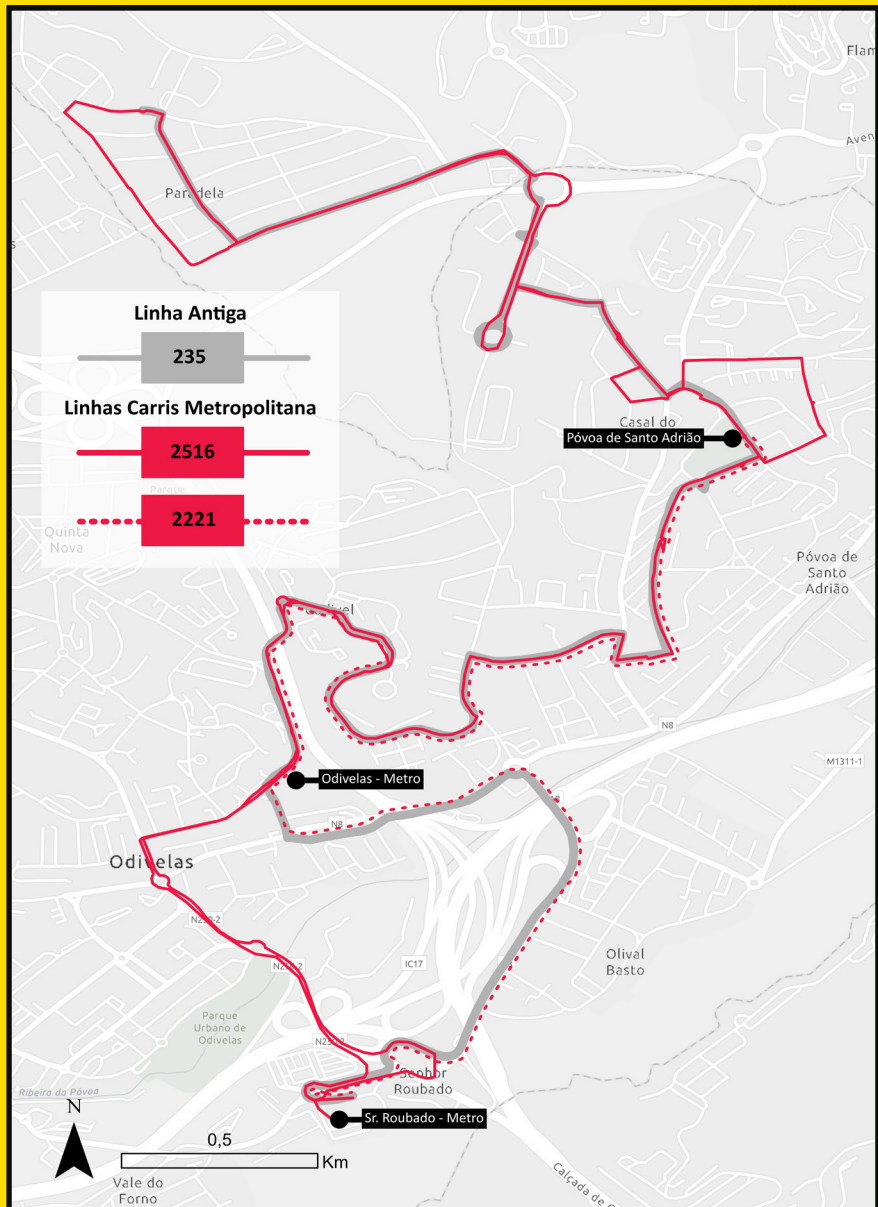 Flam
Aven
Paradela
Linha Antiga
235
Linhas Carris Metropolitana
2516
2221
Casal do
Póvoa de Santo Adrião
Parque
Quinta
Nova
Póvoa de
Santo
Adrião
N8
M1311-1
Odivelas - Metro
N8
Odivelas
N250-2
N250-2
IC17
Olival
Basto
Parque
Urbano de
Odivelas
N250-2
Senhor
Roubado
Ribeira da Póvoa
Sr. Roubado - Metro
N
0,5
Km
Vale do
Forno
Calçada de